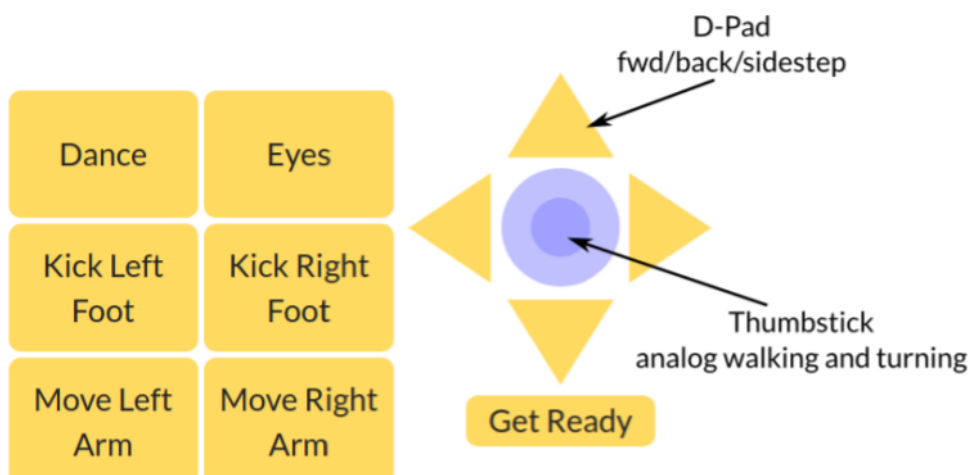 D-Pad
fwd/back/sidestep
Dance
Eyes
Kick Left
Foot
Kick Right
Foot
Thumbstick
analog walking and turning
Move Left
Arm
Move Right
Arm
Get Ready